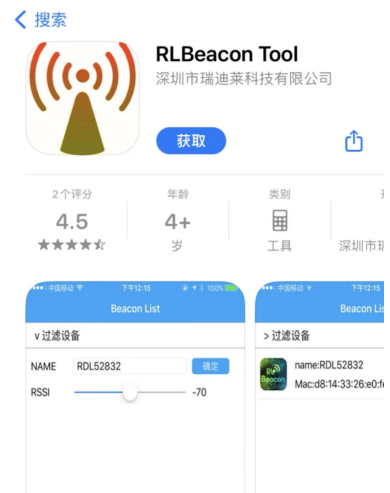 搜索
RLBeacon Tool
深圳市瑞迪莱科技有限公司
获取
2个评分
年龄
类别
4.5
4+
岁
工具
深圳市瑞
中国移动
下午12:15
100%
中国移动
下午12:15
Beacon List
Beacon Lis
∨过滤设备
>过滤设备
NAME
RDL52832
确定
RSSI
-70
Beacon
name:RDL52832
Mac:d8:14:33:26:e0:fe